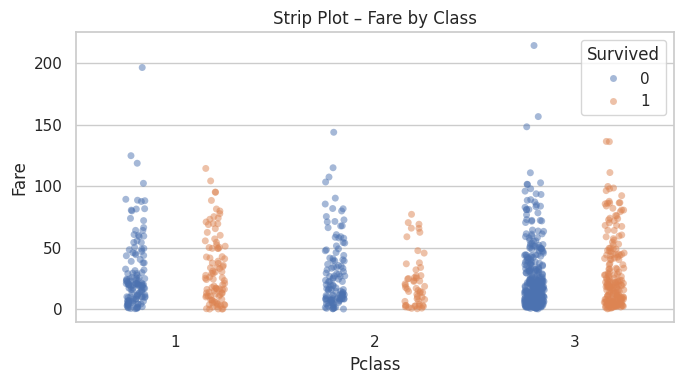 Strip Plot – Fare by Class
Survived
0
1
200
150
100
50
0
Fare
1
2
3
Pclass